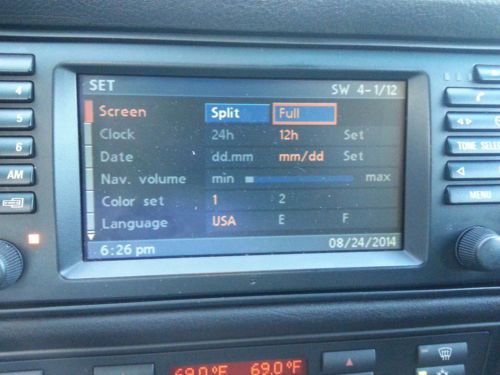 SET SW 4-1/12
Screen Split Full
Clock 24h 12h Set
Date dd.mm mm/dd Set
Nav. volume min max
Color set 1 2
Language USA E F
6:26 pm 08/24/2014
4
5
6
AM
TONE SELE
MENU
69.0°F 69.0°F